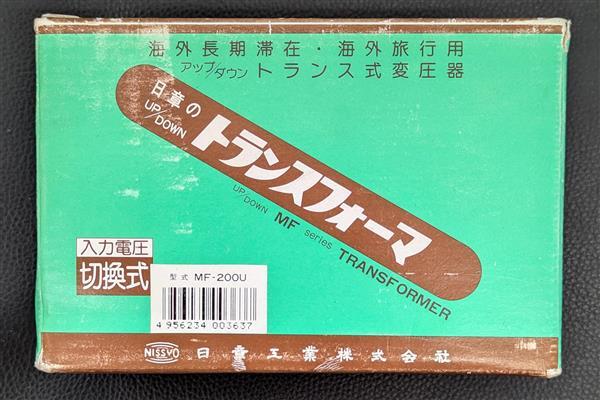 海外長期滞在・海外旅行用
アップ/ダウン トランス式変圧器
日章の
UP/DOWN
トランスフォーマ
UP/DOWN MF series TRANSFORMER
入力電圧
切換式
型式 MF-200U
4 956234 003637
NISSYO 日章工業株式会社